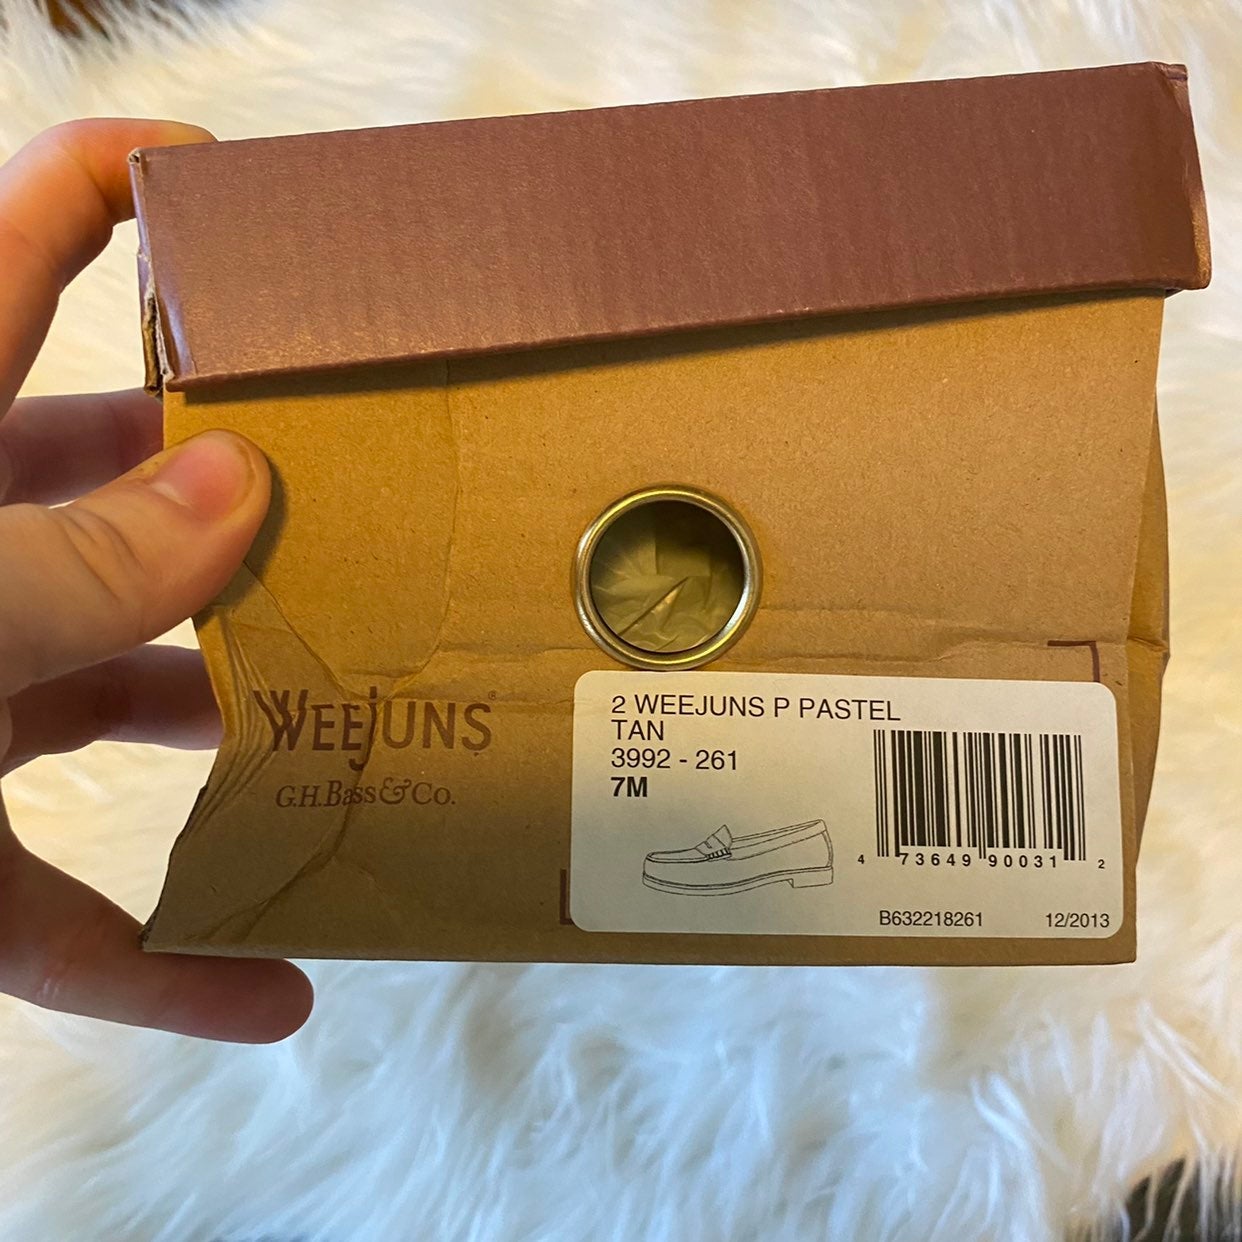 WEEJUNS®
G.H.Bass & Co.
2 WEEJUNS P PASTEL
TAN
3992 - 261
7M
4 73649 90031 2
B632218261 12/2013